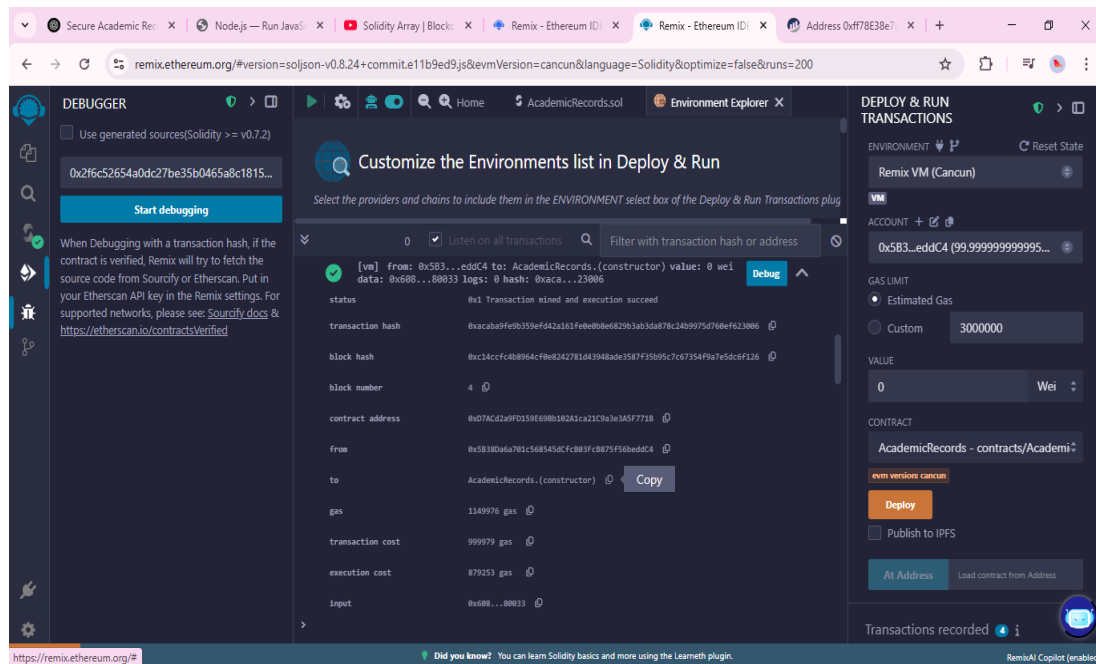 Secure Academic Rec
Node.js — Run JavaS
Solidity Array | Blockc
Remix - Ethereum IDE
Remix - Ethereum IDE
Address 0xff78E38e7
remix.ethereum.org/#version=soljson-v0.8.24+commit.e11b9ed9.js&evmVersion=cancun&language=Solidity&optimize=false&runs=200
DEBUGGER
Use generated sources(Solidity >= v0.7.2)
0x2f6c52654a0dc27be35b0465a8c1815...
Start debugging
When Debugging with a transaction hash, if the
contract is verified, Remix will try to fetch the
source code from Sourcify or Etherscan. Put in
your Etherscan API key in the Remix settings. For
supported networks, please see: Sourcify docs &
https://etherscan.io/contractsVerified
Home
AcademicRecords.sol
Environment Explorer
Customize the Environments list in Deploy & Run
Select the providers and chains to include them in the ENVIRONMENT select box of the Deploy & Run Transactions plug
0
Listen on all transactions
Filter with transaction hash or address
[vm] from: 0x5B3...eddC4 to: AcademicRecords.(constructor) value: 0 wei
data: 0x608...80033 logs: 0 hash: 0xaca...23006
Debug
status 0x1 Transaction mined and execution succeed
transaction hash
block hash
block number 4
contract address
from 0x5B38Da6a701c568545dCfcB03FcB875f56beddC4
to AcademicRecords.(constructor)
Copy
gas 1149976 gas
transaction cost 999979 gas
execution cost 879253 gas
input 0x608...80033
>
DEPLOY & RUN
TRANSACTIONS
ENVIRONMENT
Reset State
Remix VM (Cancun)
VM
ACCOUNT
0x5B3...eddC4 (99.999999999995...
GAS LIMIT
Estimated Gas
Custom 3000000
VALUE
0 Wei
CONTRACT
AcademicRecords - contracts/Academi
evm version: cancun
Deploy
Publish to IPFS
At Address
Load contract from Address
Transactions recorded 4 i
https://remix.ethereum.org/#
Did you know? You can learn Solidity basics and more using the Learneth plugin.
RemixAI Copilot (enabled